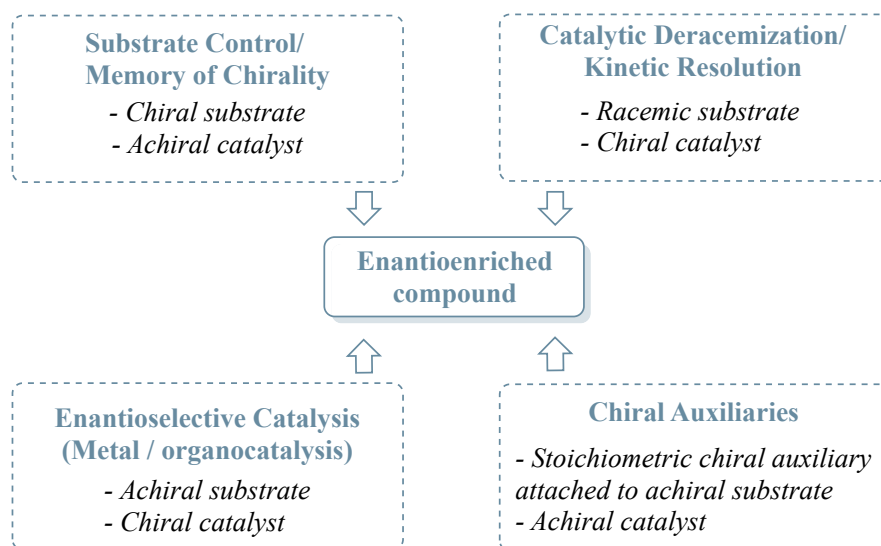 Substrate Control/
Memory of Chirality
- Chiral substrate
- Achiral catalyst
Catalytic Deracemization/
Kinetic Resolution
- Racemic substrate
- Chiral catalyst
Enantioenriched
compound
Enantioselective Catalysis
(Metal / organocatalysis)
- Achiral substrate
- Chiral catalyst
Chiral Auxiliaries
- Stoichiometric chiral auxiliary
attached to achiral substrate
- Achiral catalyst